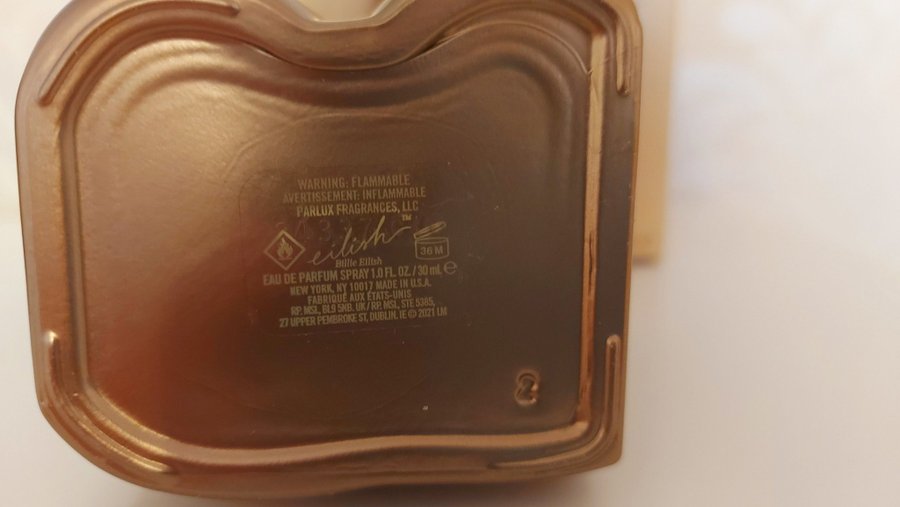 WARNING: FLAMMABLE
AVERTISSEMENT: INFLAMMABLE
PARLUX FRAGRANCES, LLC
eilish™
Billie Eilish
36 M
EAU DE PARFUM SPRAY 1.0 FL. OZ. / 30 mL ℮
NEW YORK, NY 10017 MADE IN U.S.A.
FABRIQUÉ AUX ÉTATS-UNIS
RP. MSL, BL9 5NB. UK / RP. MSL, STE 5385,
27 UPPER PEMBROKE ST, DUBLIN. IE © 2021 LM
2